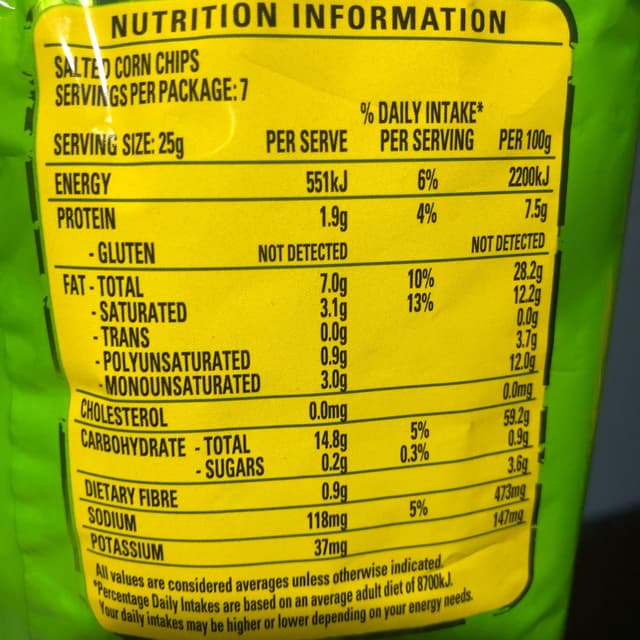 NUTRITION INFORMATION
SALTED CORN CHIPS
SERVINGS PER PACKAGE: 7
% DAILY INTAKE*
SERVING SIZE: 25g PER SERVE PER SERVING PER 100g
ENERGY 551kJ 6% 2200kJ
PROTEIN 1.9g 4% 7.5g
- GLUTEN NOT DETECTED NOT DETECTED
FAT - TOTAL 7.0g 10% 28.2g
- SATURATED 3.1g 13% 12.2g
- TRANS 0.0g 0.0g
- POLYUNSATURATED 0.9g 3.7g
- MONOUNSATURATED 3.0g 12.0g
CHOLESTEROL 0.0mg 0.0mg
CARBOHYDRATE - TOTAL 14.8g 5% 59.2g
- SUGARS 0.2g 0.3% 0.9g
DIETARY FIBRE 0.9g 3.6g
SODIUM 118mg 5% 473mg
POTASSIUM 37mg 147mg
All values are considered averages unless otherwise indicated.
*Percentage Daily Intakes are based on an average adult diet of 8700kJ.
Your daily intakes may be higher or lower depending on your energy needs.